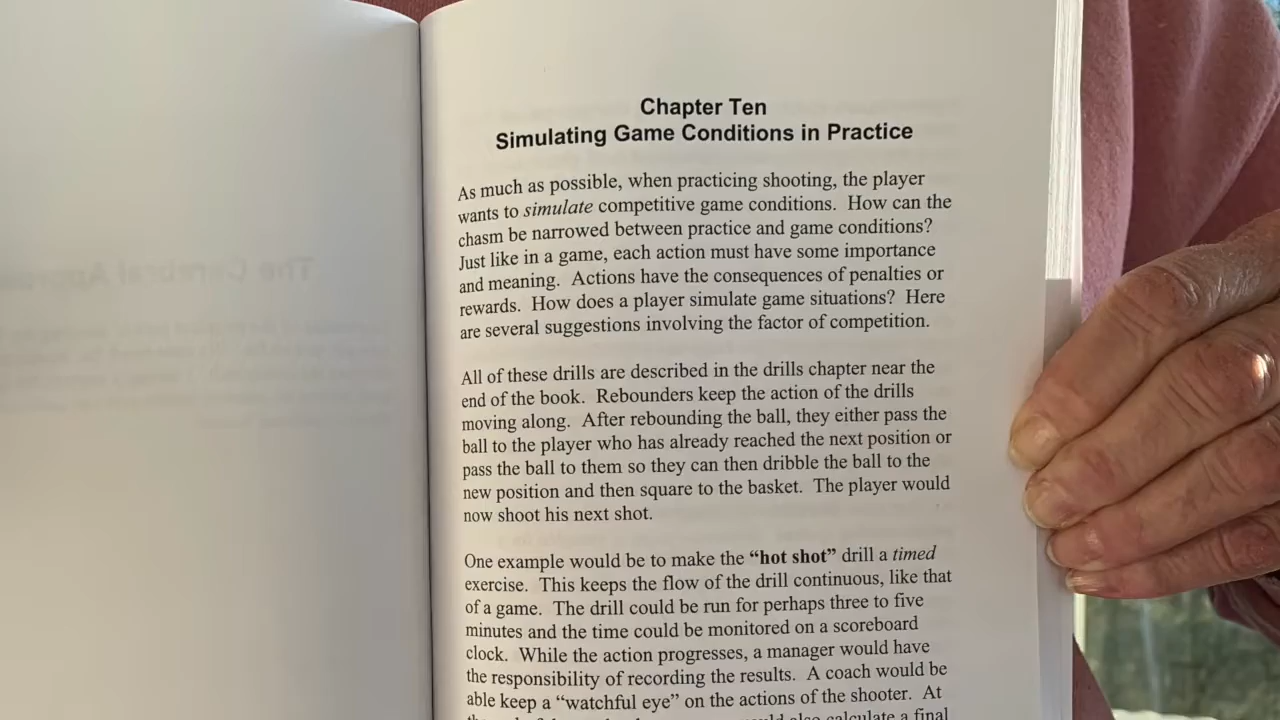 Chapter Ten
Simulating Game Conditions in Practice
As much as possible, when practicing shooting, the player
wants to simulate competitive game conditions. How can the
chasm be narrowed between practice and game conditions?
Just like in a game, each action must have some importance
and meaning. Actions have the consequences of penalties or
rewards. How does a player simulate game situations? Here
are several suggestions involving the factor of competition.
All of these drills are described in the drills chapter near the
end of the book. Rebounders keep the action of the drills
moving along. After rebounding the ball, they either pass the
ball to the player who has already reached the next position or
pass the ball to them so they can then dribble the ball to the
new position and then square to the basket. The player would
now shoot his next shot.
One example would be to make the “hot shot” drill a timed
exercise. This keeps the flow of the drill continuous, like that
of a game. The drill could be run for perhaps three to five
minutes and the time could be monitored on a scoreboard
clock. While the action progresses, a manager would have
the responsibility of recording the results. A coach would be
able keep a “watchful eye” on the actions of the shooter. At
also calculate a final